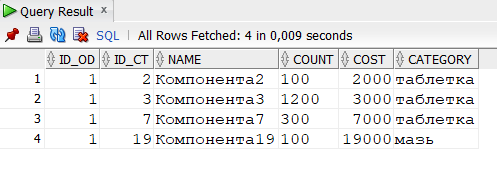 Query Result
SQL | All Rows Fetched: 4 in 0,009 seconds
ID_OD ID_CT NAME COUNT COST CATEGORY
1 1 2 Компонента2 100 2000 таблетка
2 1 3 Компонента3 1200 3000 таблетка
3 1 7 Компонента7 300 7000 таблетка
4 1 19 Компонента19 100 19000 мазь